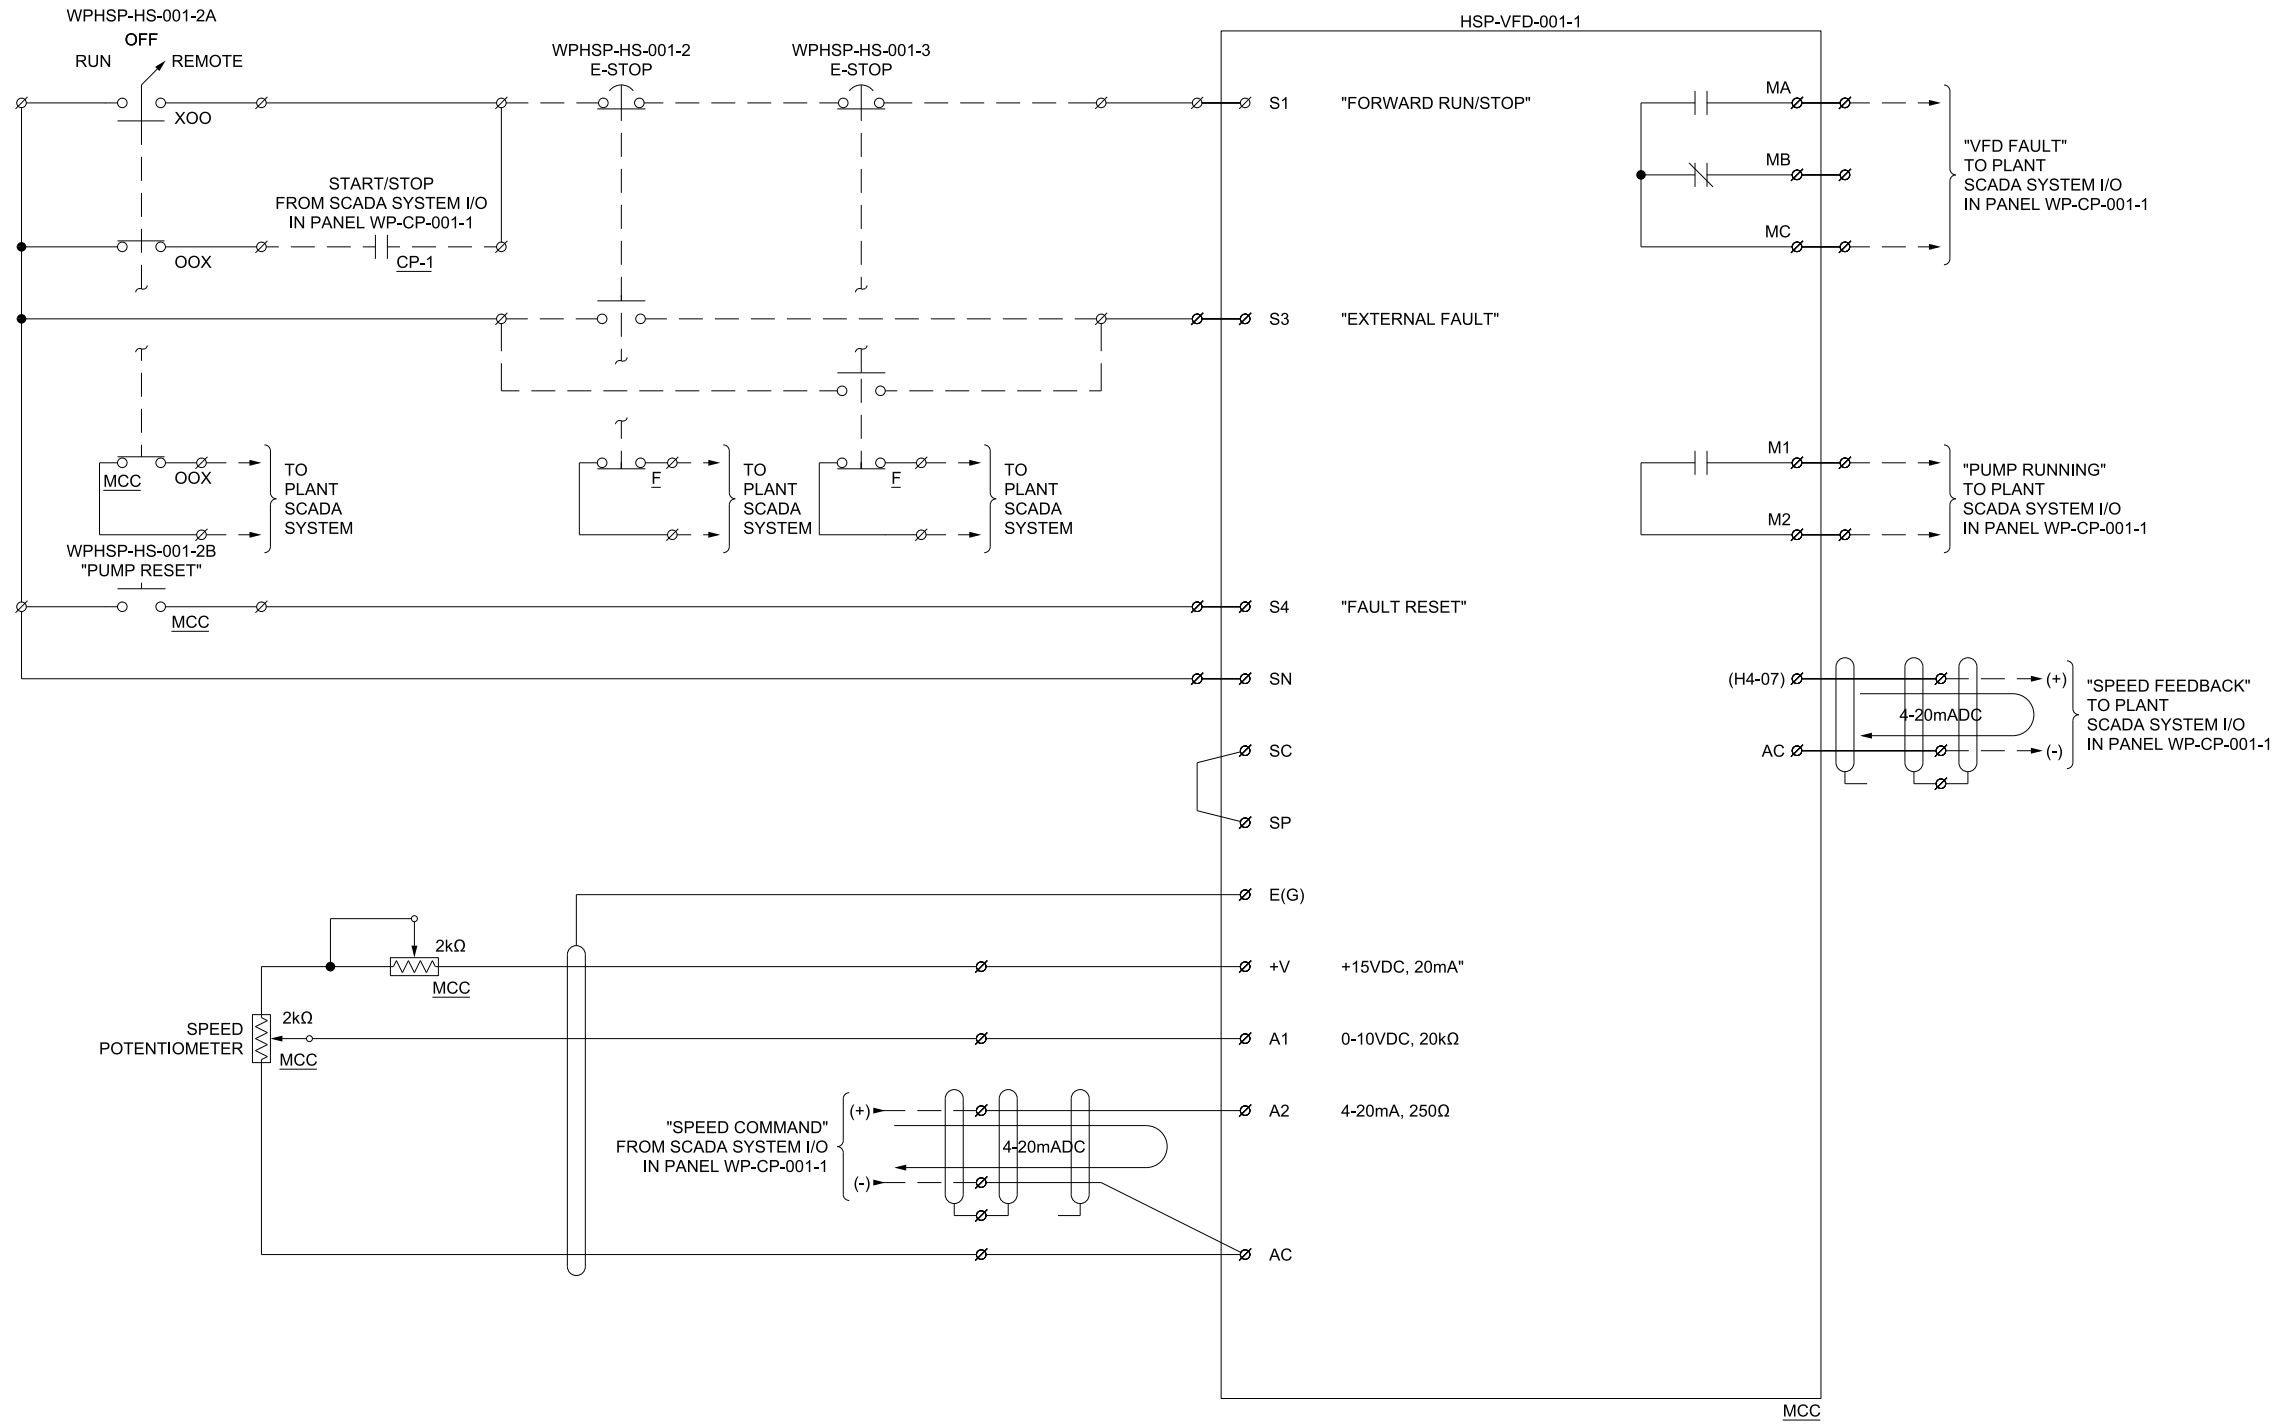 WPHSP-HS-001-2A
OFF
RUN
REMOTE
XOO
WPHSP-HS-001-2
E-STOP
WPHSP-HS-001-3
E-STOP
HSP-VFD-001-1
S1
"FORWARD RUN/STOP"
MA
MB
MC
"VFD FAULT"
TO PLANT
SCADA SYSTEM I/O
IN PANEL WP-CP-001-1
START/STOP
FROM SCADA SYSTEM I/O
IN PANEL WP-CP-001-1
OOX
CP-1
S3
"EXTERNAL FAULT"
MCC
OOX
TO
PLANT
SCADA
SYSTEM
F
TO
PLANT
SCADA
SYSTEM
F
TO
PLANT
SCADA
SYSTEM
M1
M2
"PUMP RUNNING"
TO PLANT
SCADA SYSTEM I/O
IN PANEL WP-CP-001-1
WPHSP-HS-001-2B
"PUMP RESET"
MCC
S4
"FAULT RESET"
SN
(H4-07)
(+)
4-20mADC
AC
(-)
"SPEED FEEDBACK"
TO PLANT
SCADA SYSTEM I/O
IN PANEL WP-CP-001-1
SC
SP
E(G)
2kΩ
MCC
+V
+15VDC, 20mA"
SPEED
POTENTIOMETER
2kΩ
MCC
A1
0-10VDC, 20kΩ
"SPEED COMMAND"
FROM SCADA SYSTEM I/O
IN PANEL WP-CP-001-1
(+)
4-20mADC
(-)
A2
4-20mA, 250Ω
AC
MCC